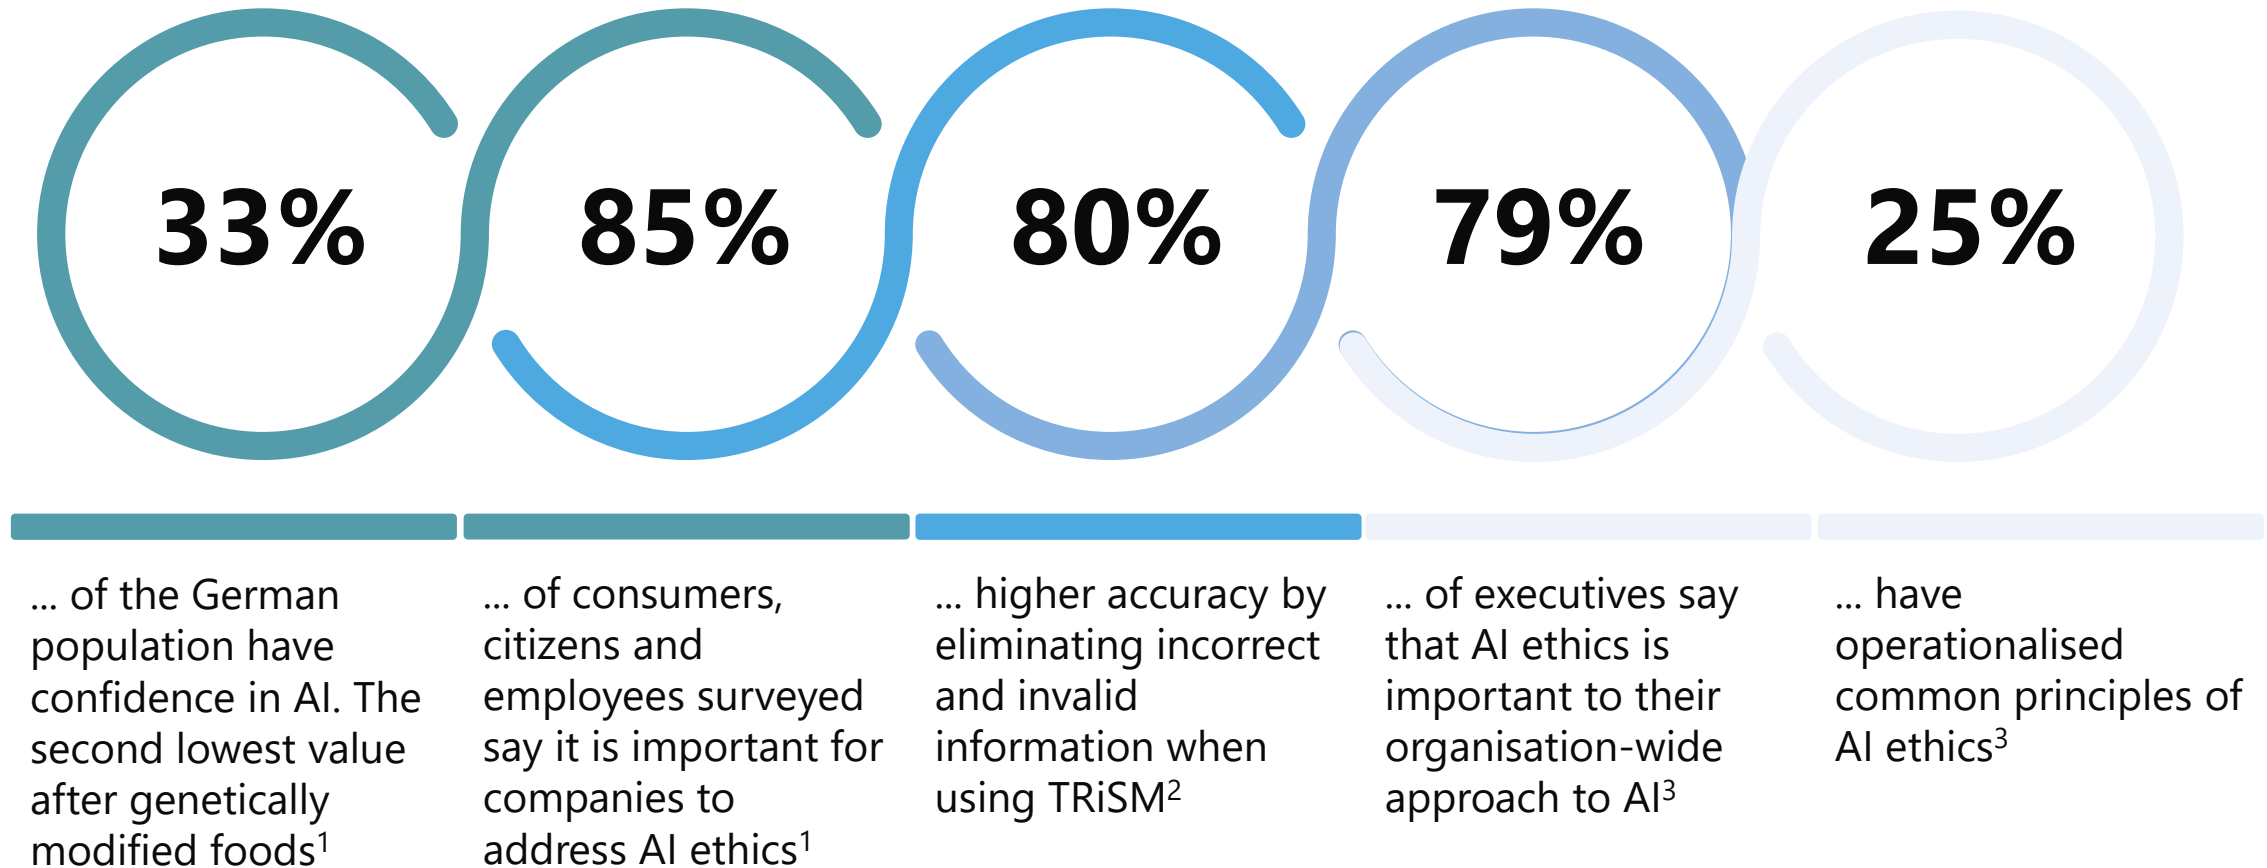 33%
85%
80%
79%
25%
... of the German
population have
confidence in AI. The
second lowest value
after genetically
modified foods¹
... of consumers,
citizens and
employees surveyed
say it is important for
companies to
address AI ethics¹
... higher accuracy by
eliminating incorrect
and invalid
information when
using TRiSM²
... of executives say
that AI ethics is
important to their
organisation-wide
approach to AI³
... have
operationalised
common principles of
AI ethics³